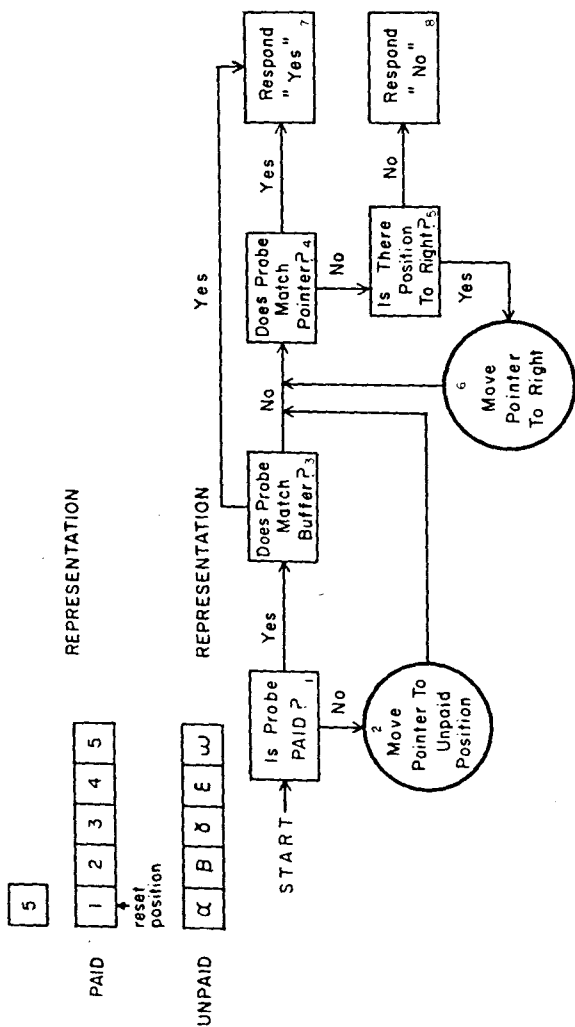 5
PAID
1 2 3 4 5
REPRESENTATION
reset
position
UNPAID
α β γ ε ω
REPRESENTATION
START
Is Probe
PAID?
1
Yes
No
2
Move
Pointer To
Unpaid
Position
Does Probe
Match
Buffer?
3
Yes
No
Does Probe
Match
Pointer?
4
Yes
No
Respond
"Yes"
7
Is There
Position
To Right?
5
No
Yes
Respond
"No"
8
6
Move
Pointer
To Right